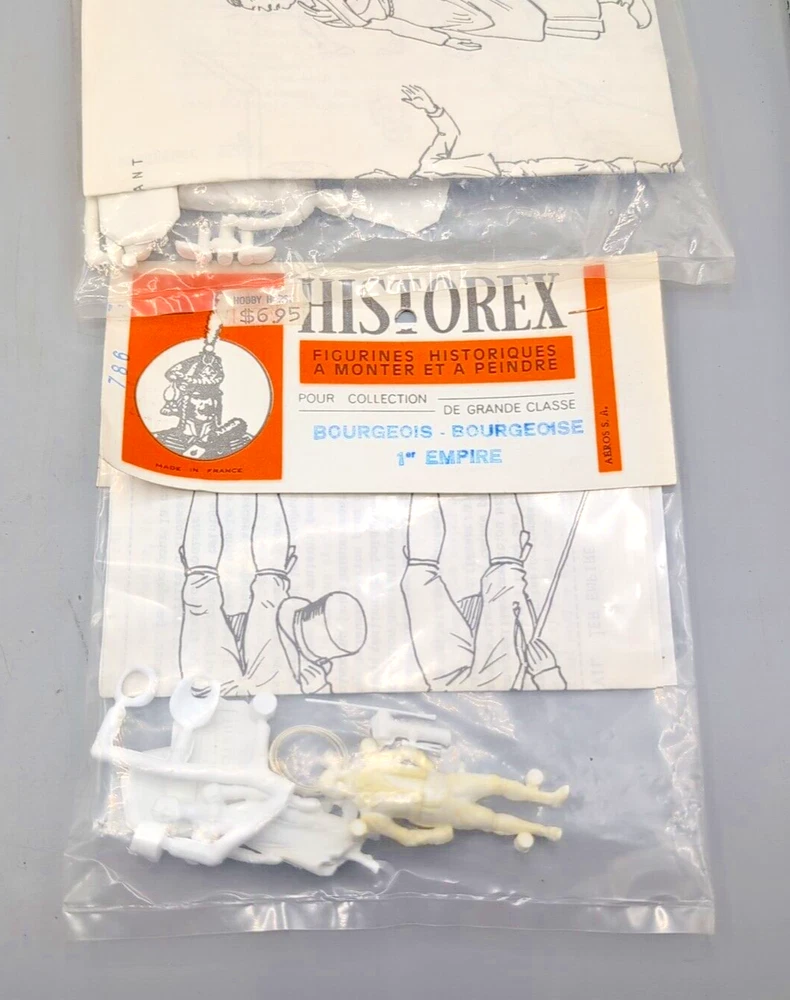 ANT
HOBBY H
$6.95
HISTOREX
FIGURINES HISTORIQUES
A MONTER ET A PEINDRE
POUR COLLECTION
DE GRANDE CLASSE
BOURGEOIS - BOURGEOISE
1er EMPIRE
786
MADE IN FRANCE
AEROS S. A.